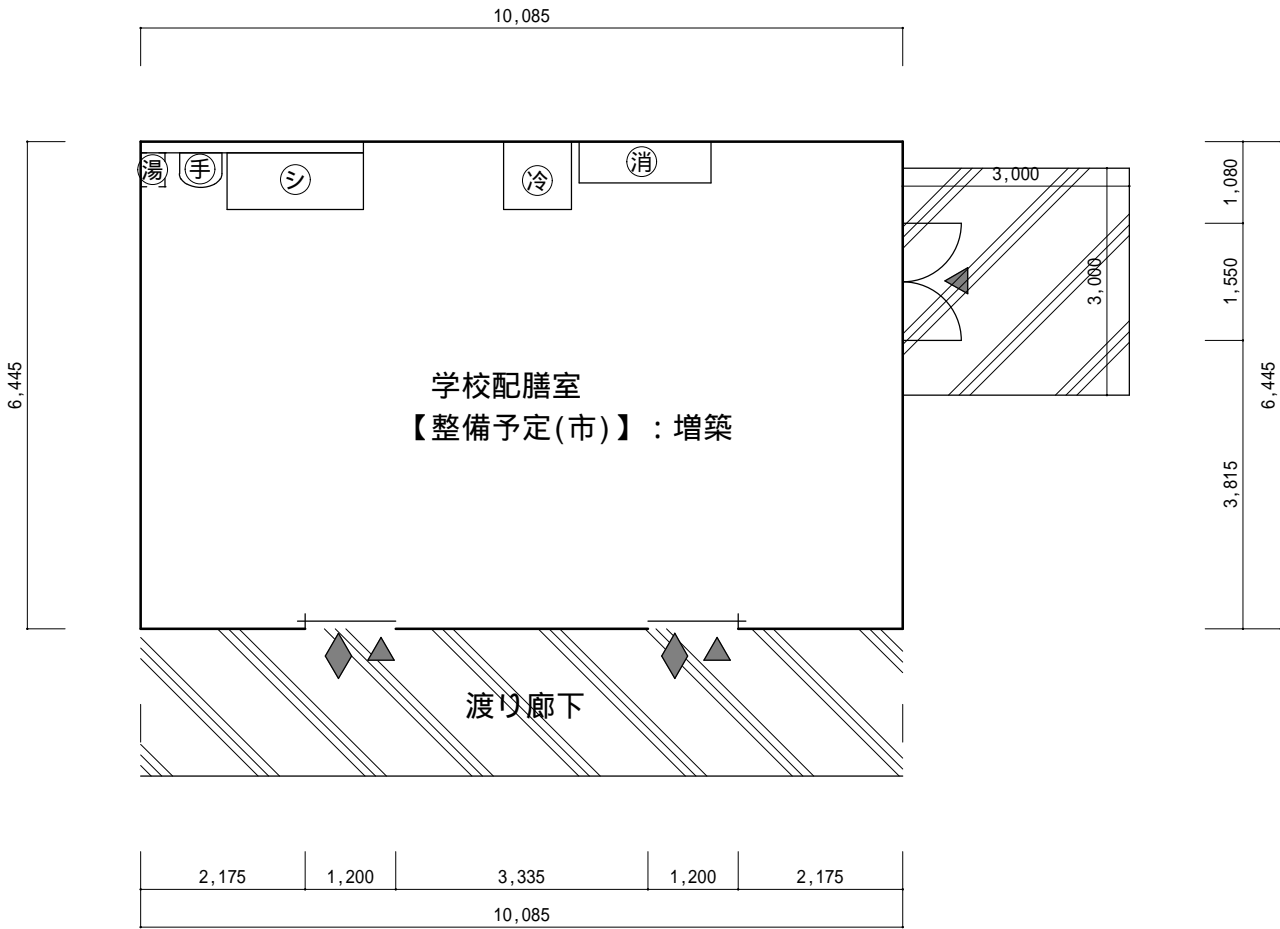 10,085
湯 手 シ 冷 消
3,000
1,080
3,000
1,550
6,445
学校配膳室
【整備予定(市)】:増築
6,445
3,815
渡り廊下
2,175 1,200 3,335 1,200 2,175
10,085